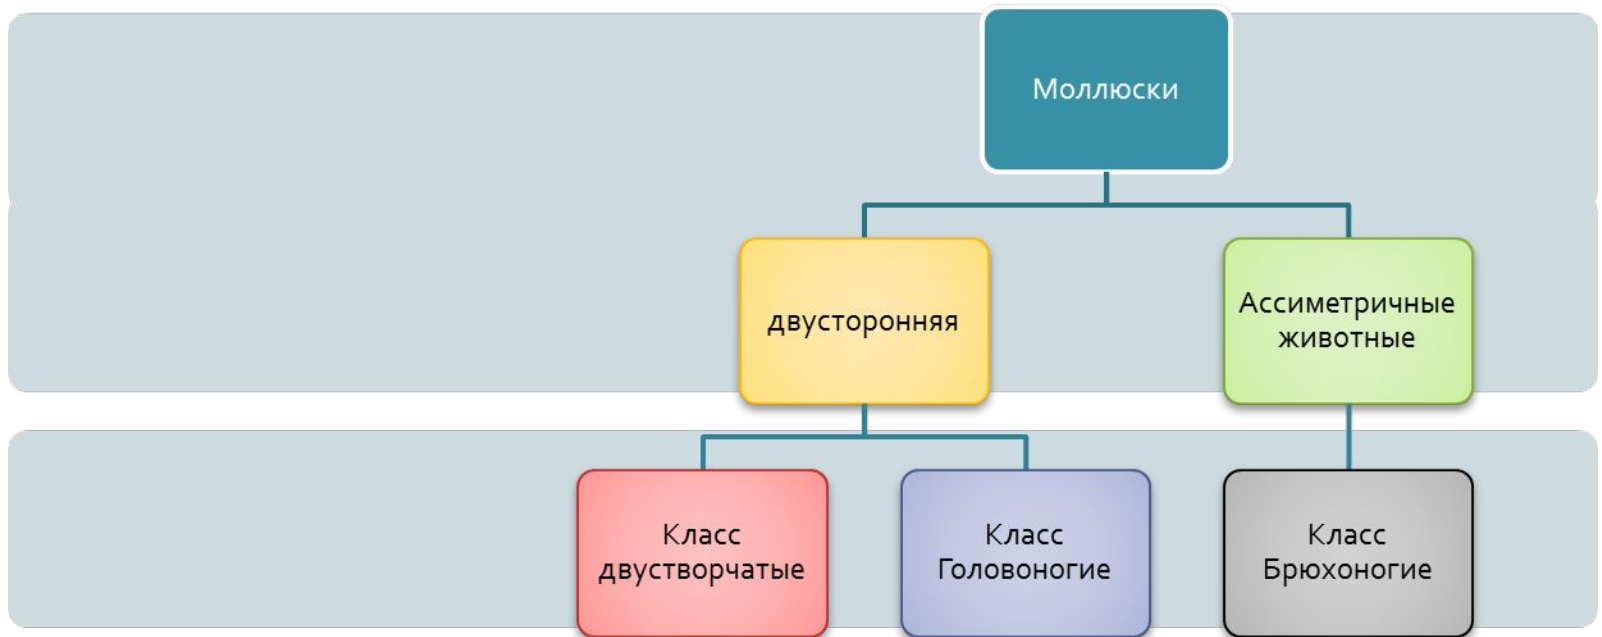 Моллюски
двусторонняя
Ассиметричные
животные
Класс
двустворчатые
Класс
Головоногие
Класс
Брюхоногие